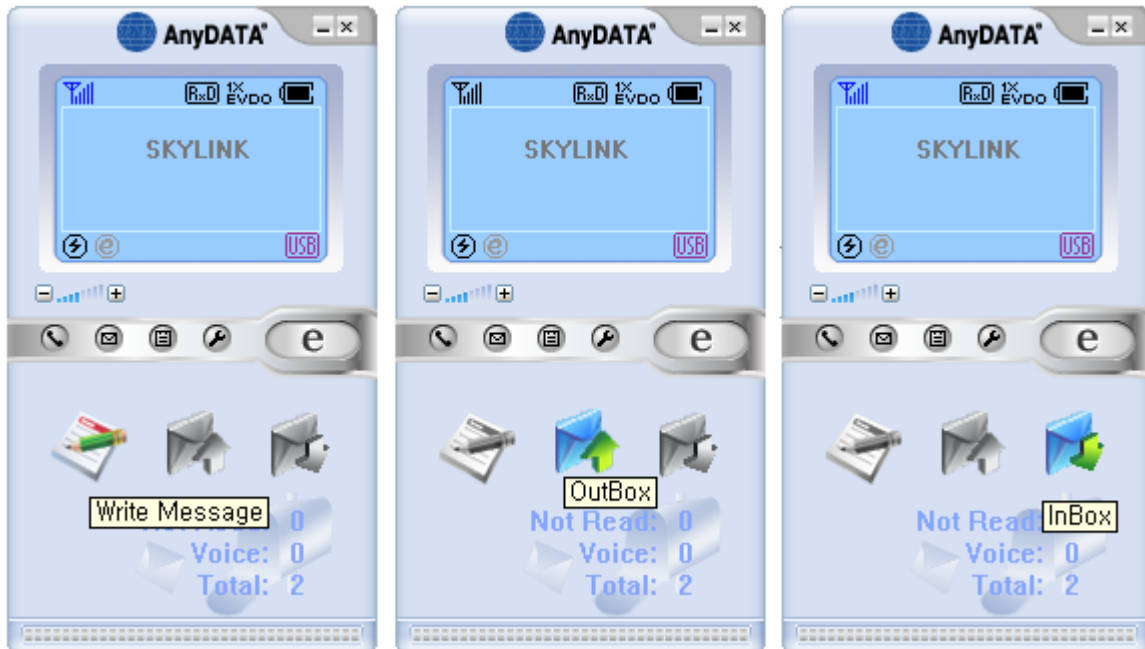 AnyDATA
RxD 1X EVDO
SKYLINK
e USB
e
Write Message
0
Voice: 0
Total: 2
AnyDATA
RxD 1X EVDO
SKYLINK
e USB
e
OutBox
Not Read: 0
Voice: 0
Total: 2
AnyDATA
RxD 1X EVDO
SKYLINK
e USB
e
InBox
Not Read
Voice: 0
Total: 2